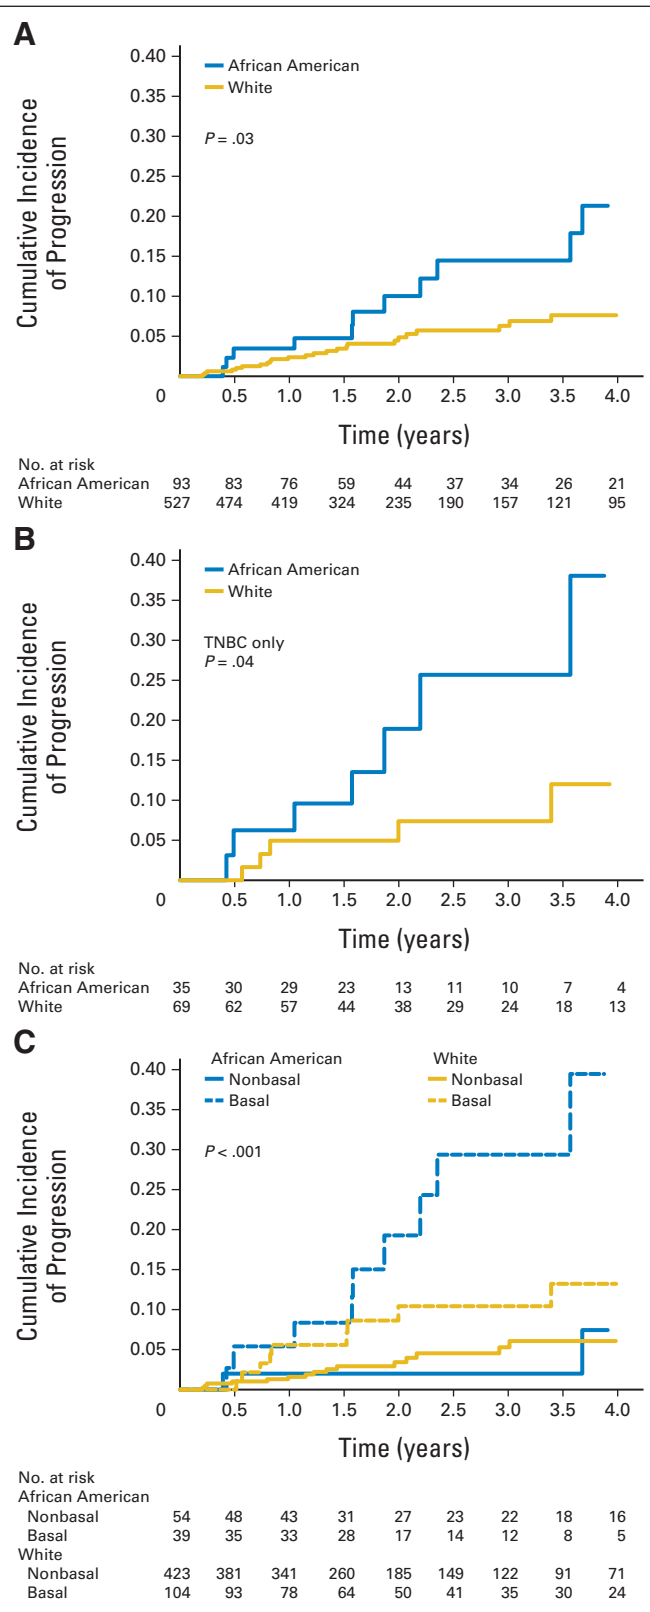 A
Cumulative Incidence
of Progression
0.40
0.35
0.30
0.25
0.20
0.15
0.10
0.05
African American
White
P = .03
0 0.5 1.0 1.5 2.0 2.5 3.0 3.5 4.0
Time (years)
No. at risk
African American 93 83 76 59 44 37 34 26 21
White 527 474 419 324 235 190 157 121 95
B
Cumulative Incidence
of Progression
0.40
0.35
0.30
0.25
0.20
0.15
0.10
0.05
African American
White
TNBC only
P = .04
0 0.5 1.0 1.5 2.0 2.5 3.0 3.5 4.0
Time (years)
No. at risk
African American 35 30 29 23 13 11 10 7 4
White 69 62 57 44 38 29 24 18 13
C
Cumulative Incidence
of Progression
0.40
0.35
0.30
0.25
0.20
0.15
0.10
0.05
African American White
Nonbasal Nonbasal
Basal Basal
P < .001
0 0.5 1.0 1.5 2.0 2.5 3.0 3.5 4.0
Time (years)
No. at risk
African American
Nonbasal 54 48 43 31 27 23 22 18 16
Basal 39 35 33 28 17 14 12 8 5
White
Nonbasal 423 381 341 260 185 149 122 91 71
Basal 104 93 78 64 50 41 35 30 24